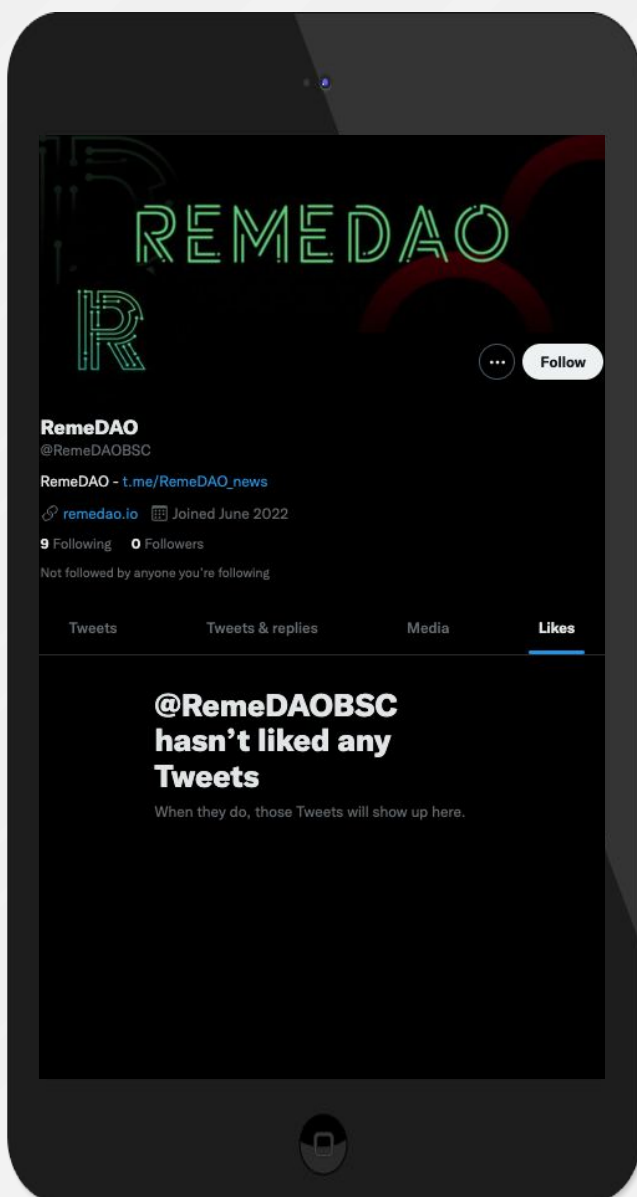 REMEDAO
R
Follow
RemeDAO
@RemeDAOBSC
RemeDAO - t.me/RemeDAO_news
remedao.io Joined June 2022
9 Following 0 Followers
Not followed by anyone you're following
Tweets Tweets & replies Media Likes
@RemeDAOBSC
hasn't liked any
Tweets
When they do, those Tweets will show up here.